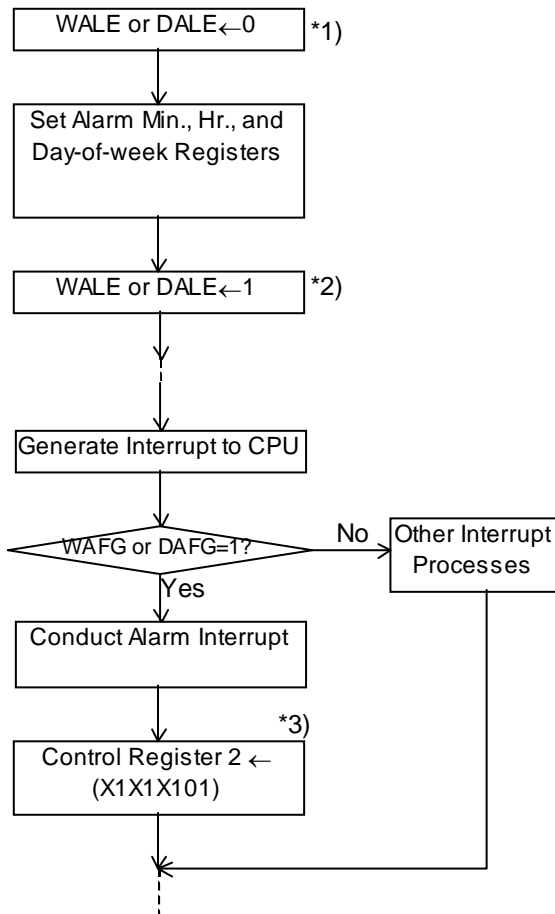 WALE or DALE←0
*1)
Set Alarm Min., Hr., and
Day-of-week Registers
WALE or DALE←1
*2)
Generate Interrupt to CPU
WAFG or DAFG=1?
No
Other Interrupt
Processes
Yes
Conduct Alarm Interrupt
*3)
Control Register 2 ←
(X1X1X101)